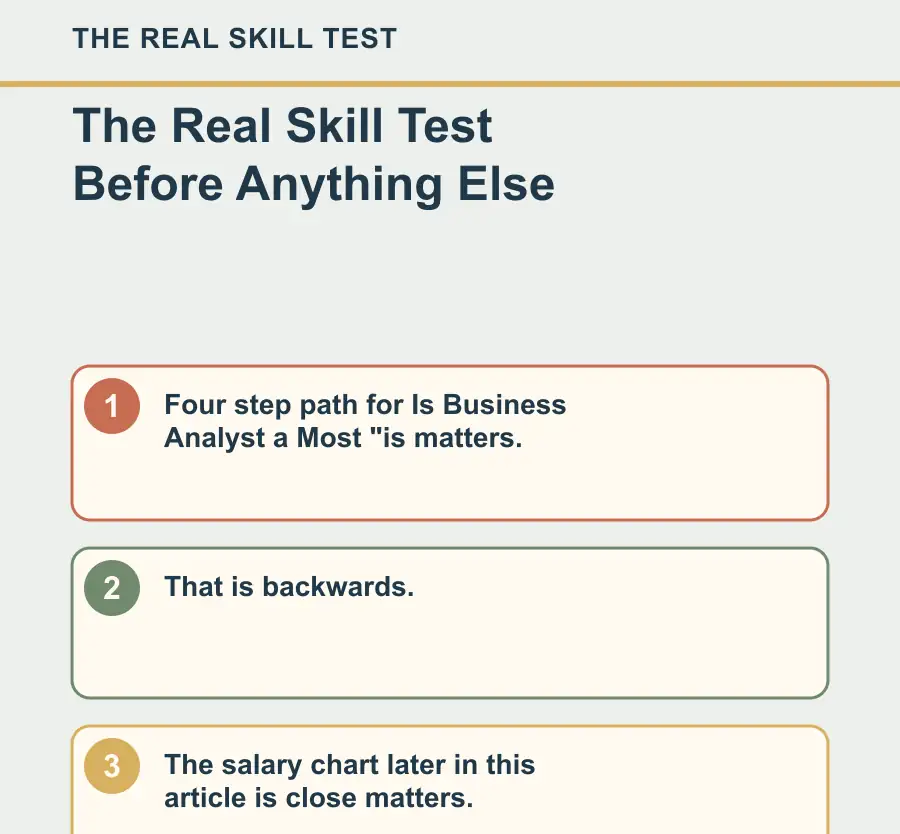 THE REAL SKILL TEST
The Real Skill Test
Before Anything Else
1
Four step path for Is Business
Analyst a Most "is matters.
2
That is backwards.
3
The salary chart later in this
article is close matters.